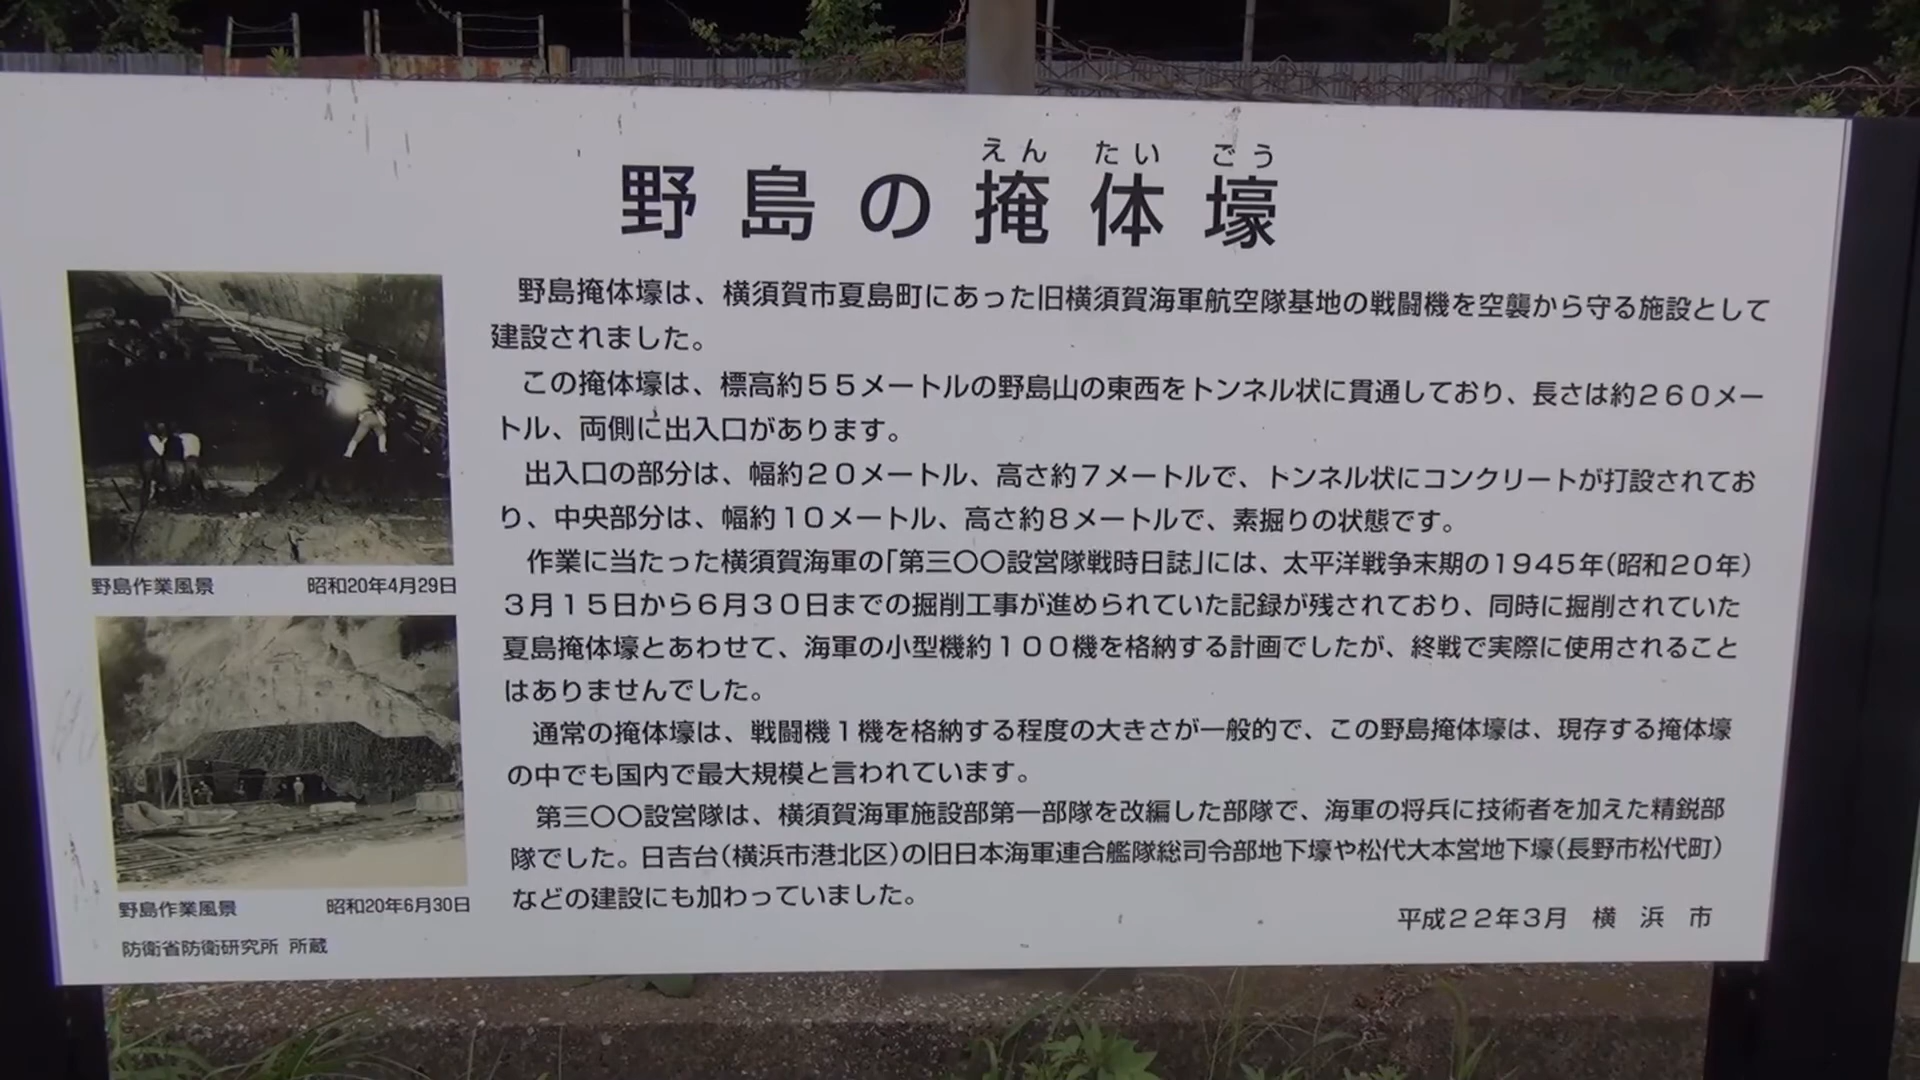 えん たい ごう
野島の掩体壕
野島掩体壕は、横須賀市夏島町にあった旧横須賀海軍航空隊基地の戦闘機を空襲から守る施設として
建設されました。
この掩体壕は、標高約５５メートルの野島山の東西をトンネル状に貫通しており、長さは約２６０メー
トル、両側に出入口があります。
出入口の部分は、幅約２０メートル、高さ約７メートルで、トンネル状にコンクリートが打設されてお
り、中央部分は、幅約１０メートル、高さ約８メートルで、素掘りの状態です。
作業に当たった横須賀海軍の「第三〇〇設営隊戦時日誌」には、太平洋戦争末期の１９４５年（昭和２０年）
３月１５日から６月３０日までの掘削工事が進められていた記録が残されており、同時に掘削されていた
夏島掩体壕とあわせて、海軍の小型機約１００機を格納する計画でしたが、終戦で実際に使用されること
はありませんでした。
通常の掩体壕は、戦闘機１機を格納する程度の大きさが一般的で、この野島掩体壕は、現存する掩体壕
の中でも国内で最大規模と言われています。
第三〇〇設営隊は、横須賀海軍施設部第一部隊を改編した部隊で、海軍の将兵に技術者を加えた精鋭部
隊でした。日吉台（横浜市港北区）の旧日本海軍連合艦隊総司令部地下壕や松代大本営地下壕（長野市松代町）
などの建設にも加わっていました。
平成２２年３月 横 浜 市
野島作業風景 昭和20年4月29日
野島作業風景 昭和20年6月30日
防衛省防衛研究所 所蔵